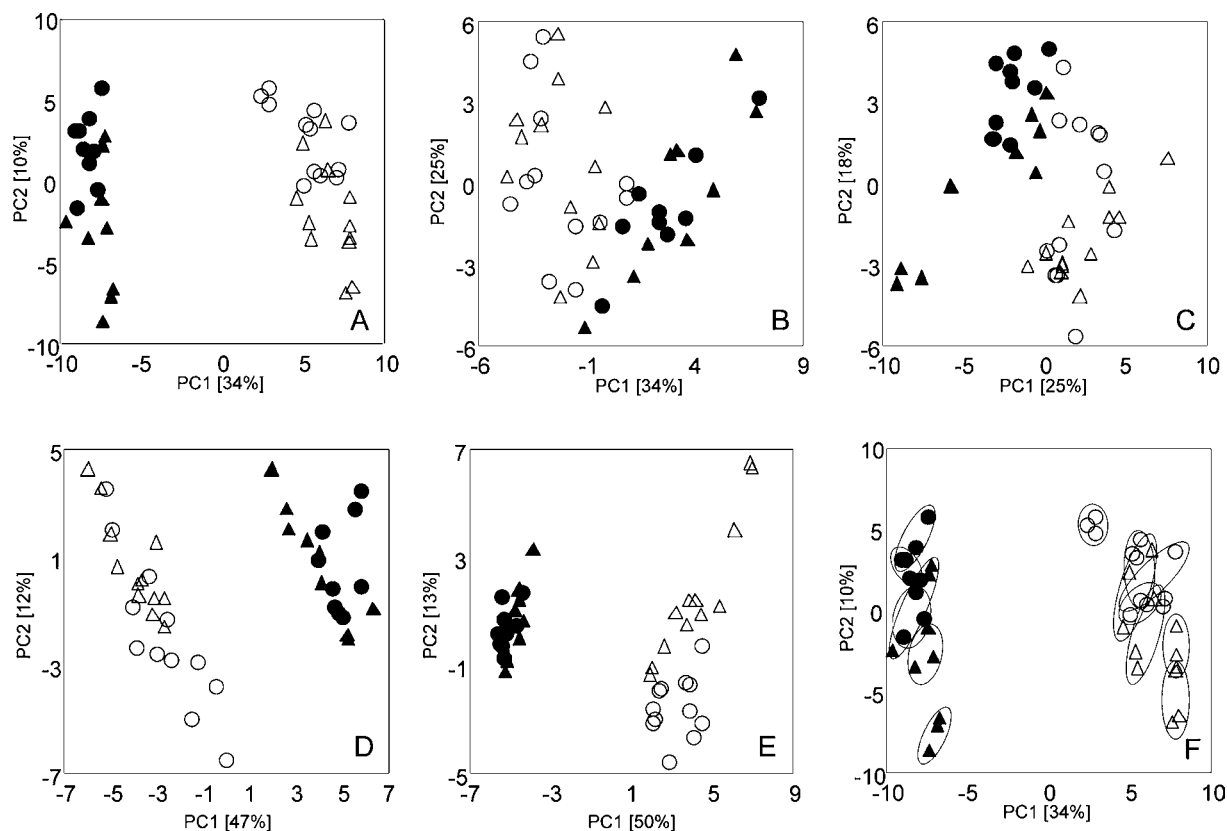 10
5
0
-5
-10
PC2 [10%]
-10 -5 0 5 10
PC1 [34%]
A
6
3
0
-3
-6
PC2 [25%]
-6 -1 4 9
PC1 [34%]
B
6
3
0
-3
-6
PC2 [18%]
-10 -5 0 5 10
PC1 [25%]
C
5
1
-3
-7
PC2 [12%]
-7 -5 -3 -1 1 3 5 7
PC1 [47%]
D
7
3
-1
-5
PC2 [13%]
-7 -3 1 5 9
PC1 [50%]
E
10
5
0
-5
-10
PC2 [10%]
-10 -5 0 5 10
PC1 [34%]
F